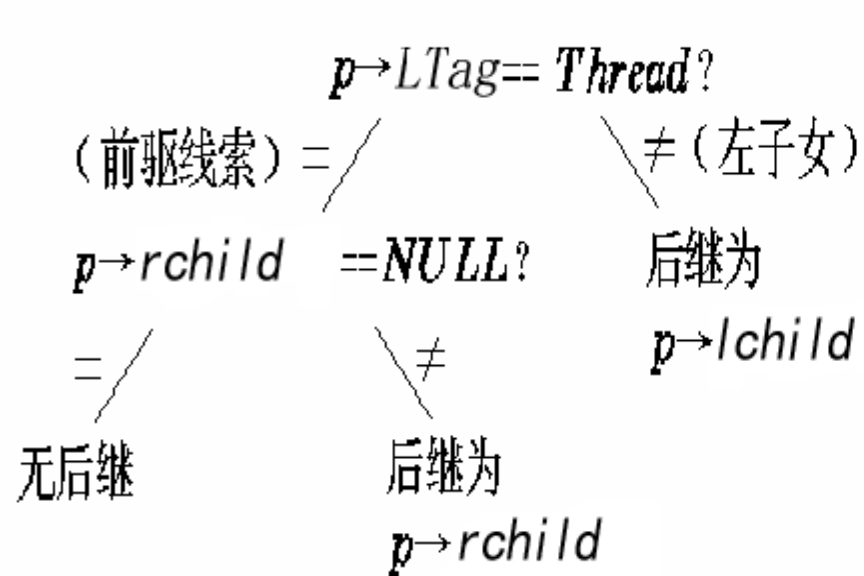 p→LTag== Thread?
(前驱线索) = ≠(左子女)
p→rchild ==NULL? 后继为
p→lchild
= ≠
无后继 后继为
p→rchild